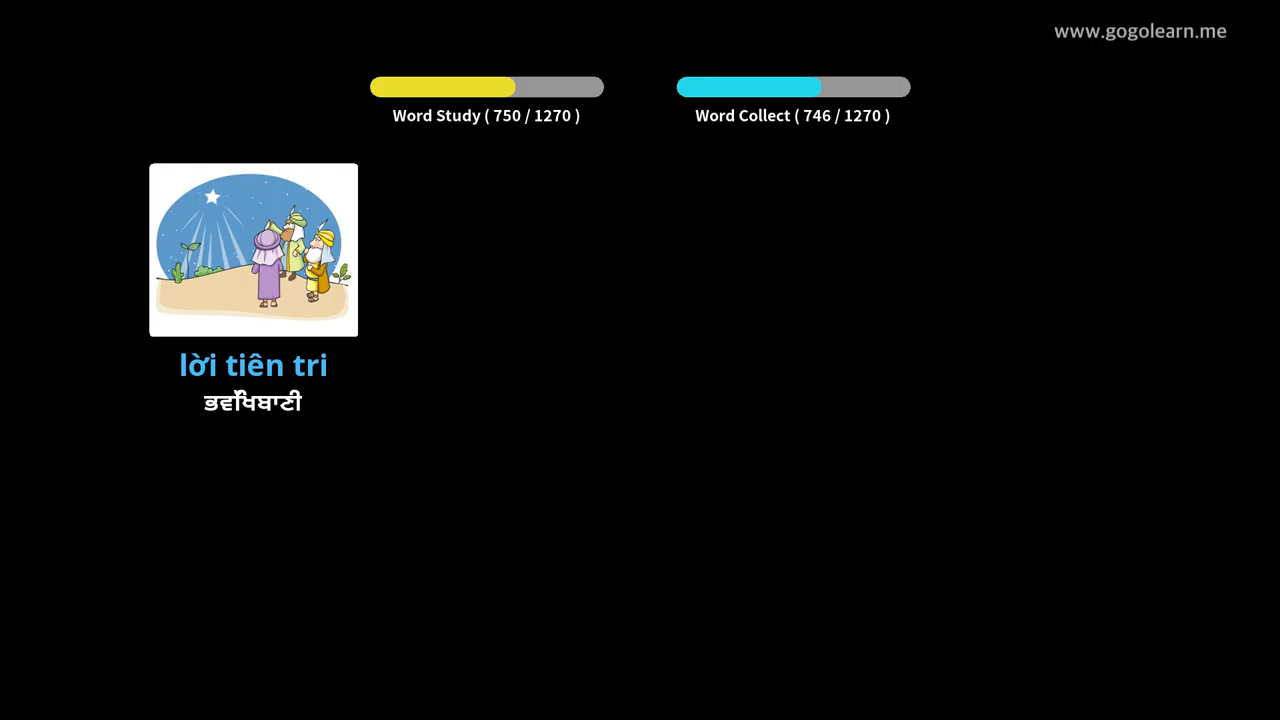 www.gogolearn.me
Word Study ( 750 / 1270 )
Word Collect ( 746 / 1270 )
lời tiên tri
ਭਵਿੱਖਬਾਣੀ